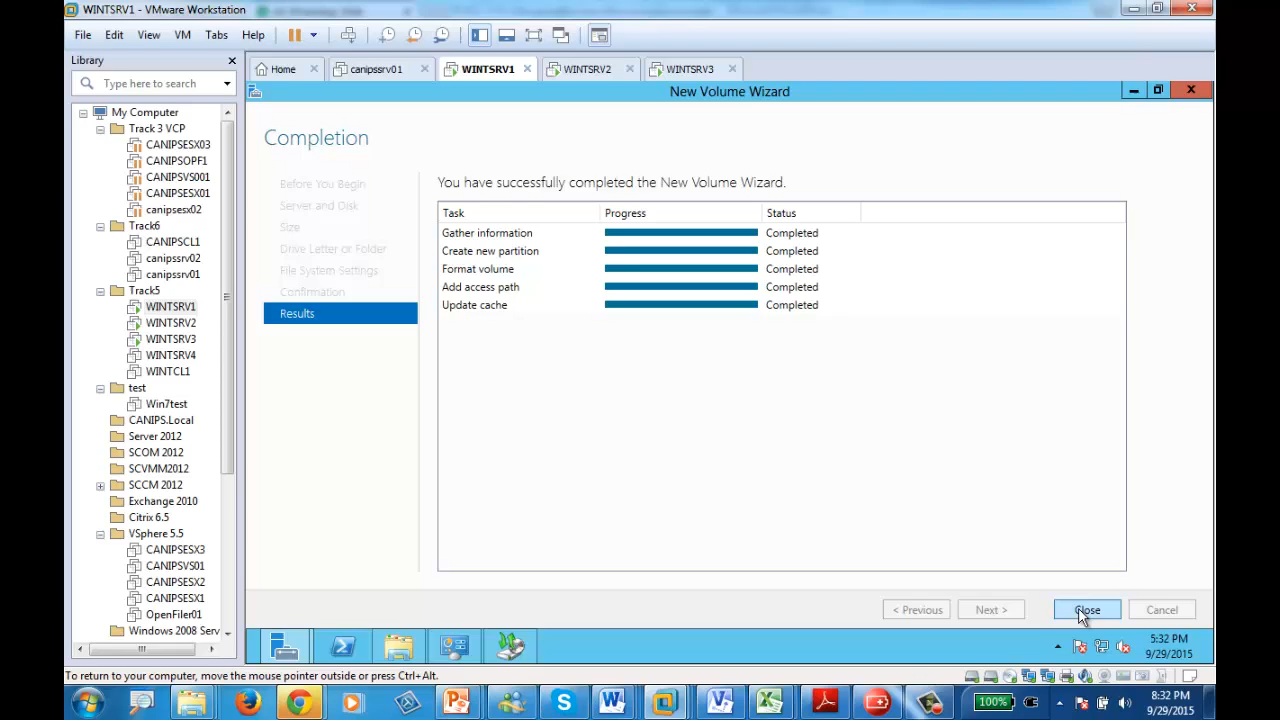 WINTSRV1 - VMware Workstation
File Edit View VM Tabs Help
Library
Type here to search
Home
canipssrv01
WINTSRV1
WINTSRV2
WINTSRV3
New Volume Wizard
My Computer
Track 3 VCP
CANIPSESX03
CANIPSOPF1
CANIPSVS001
CANIPSESX01
canipsesx02
Track6
CANIPSCL1
canipssrv02
canipssrv01
Track5
WINTSRV1
WINTSRV2
WINTSRV3
WINTSRV4
WINTCL1
test
Win7test
CANIPS.Local
Server 2012
SCOM 2012
SCVMM2012
SCCM 2012
Exchange 2010
Citrix 6.5
VSphere 5.5
CANIPSESX3
CANIPSVS01
CANIPSESX2
CANIPSESX1
OpenFiler01
Windows 2008 Serv
Completion
Before You Begin
Server and Disk
Size
Drive Letter or Folder
File System Settings
Confirmation
Results
You have successfully completed the New Volume Wizard.
Task Progress Status
Gather information Completed
Create new partition Completed
Format volume Completed
Add access path Completed
Update cache Completed
< Previous Next > Close Cancel
5:32 PM
9/29/2015
To return to your computer, move the mouse pointer outside or press Ctrl+Alt.
100%
8:32 PM
9/29/2015